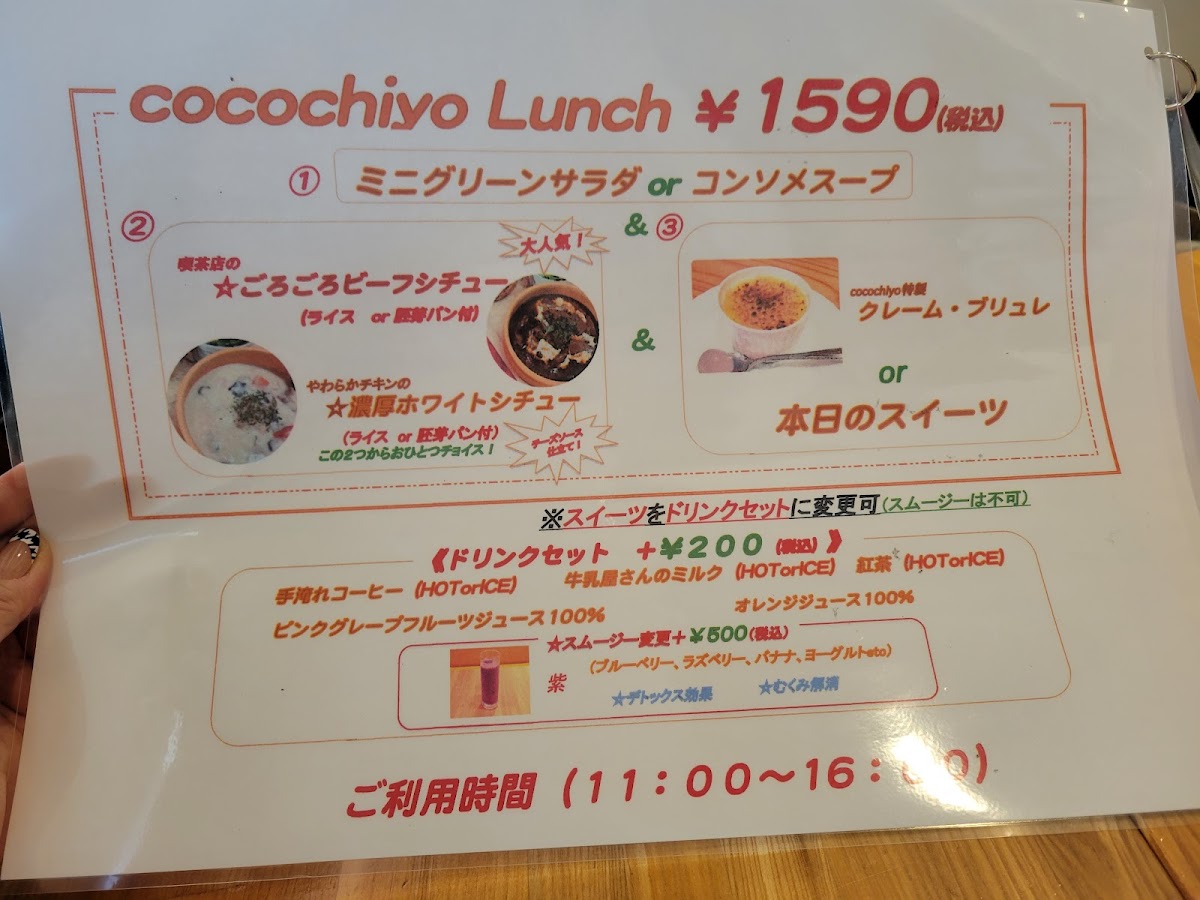 cocochiyo Lunch ￥1590(税込)
① ミニグリーンサラダ or コンソメスープ
&
②
大人気！
喫茶店の
☆ごろごろビーフシチュー
(ライス or 胚芽パン付)
やわらかチキンの
☆濃厚ホワイトシチュー
(ライス or 胚芽パン付)
この２つからおひとつチョイス！
チーズソース
仕立て！
&
③
cocochiyo特製
クレーム・ブリュレ
or
本日のスイーツ
※スイーツをドリンクセットに変更可(スムージーは不可)
《ドリンクセット ＋￥２００(税込)》
手淹れコーヒー (HOTorICE) 牛乳屋さんのミルク (HOTorICE) 紅茶 (HOTorICE)
ピンクグレープフルーツジュース100% オレンジジュース100%
☆スムージー変更＋￥500(税込)
(ブルーベリー、ラズベリー、バナナ、ヨーグルトetc)
紫 ☆デトックス効果 ☆むくみ解消
ご利用時間（11：00～16：00）